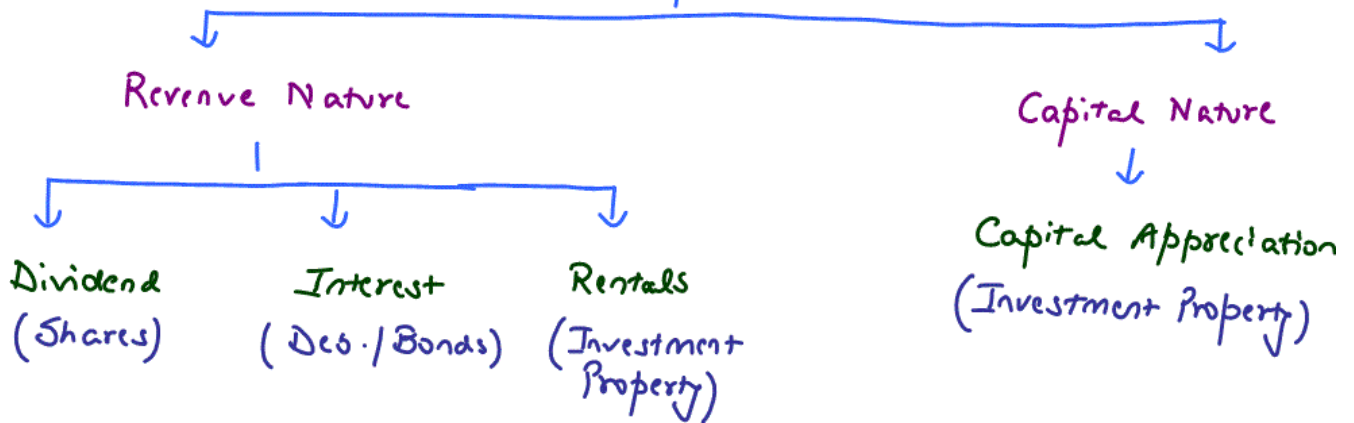 Revenue Nature
Capital Nature
Capital Appreciation
(Investment Property)
Dividend
(Shares)
Interest
(Deb./Bonds)
Rentals
(Investment
Property)